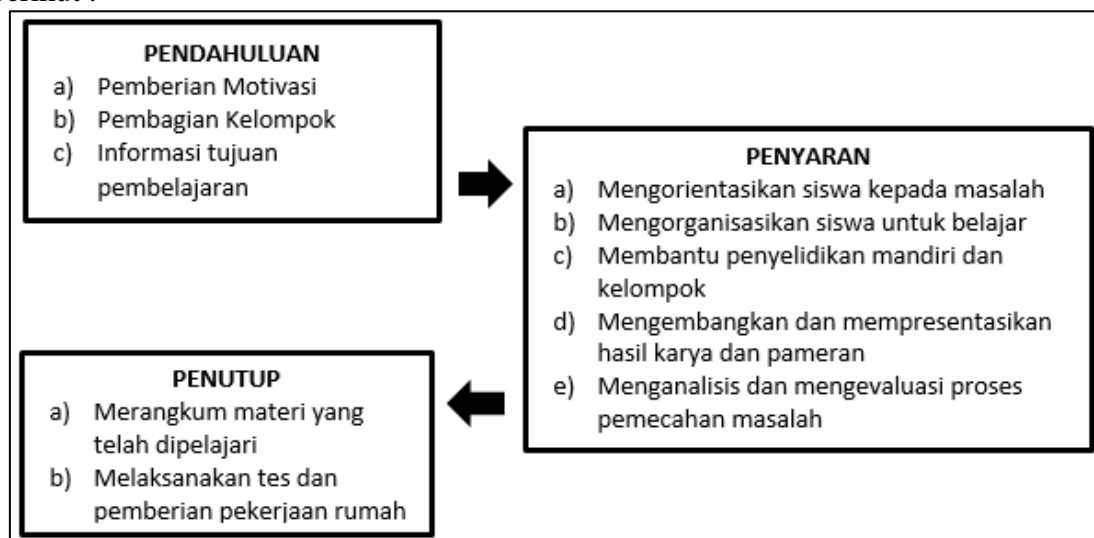 PENDAHULUAN
a) Pemberian Motivasi
b) Pembagian Kelompok
c) Informasi tujuan
pembelajaran
PENYARAN
a) Mengorientasikan siswa kepada masalah
b) Mengorganisasikan siswa untuk belajar
c) Membantu penyelidikan mandiri dan
kelompok
d) Mengembangkan dan mempresentasikan
hasil karya dan pameran
e) Menganalisis dan mengevaluasi proses
pemecahan masalah
PENUTUP
a) Merangkum materi yang
telah dipelajari
b) Melaksanakan tes dan
pemberian pekerjaan rumah